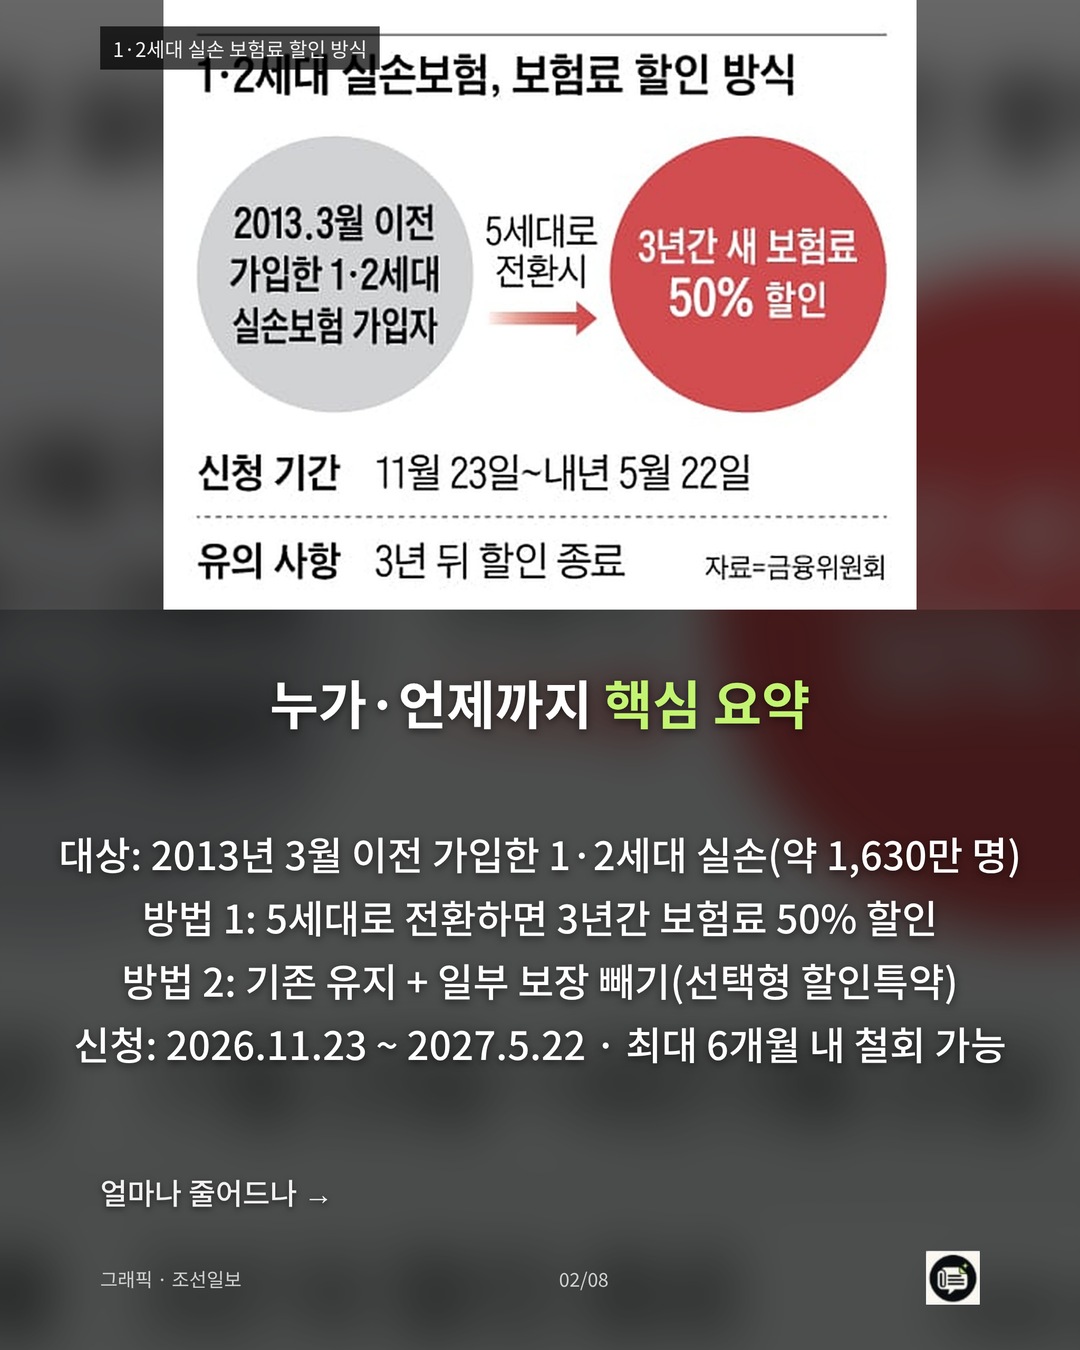 1·2세대 실손 보험료 할인 방식
1·2세대 실손보험, 보험료 할인 방식
2013.3월 이전
가입한 1·2세대
실손보험 가입자
5세대로
전환시
3년간 새 보험료
50% 할인
신청 기간 11월 23일~내년 5월 22일
유의 사항 3년 뒤 할인 종료 자료=금융위원회
누가·언제까지 핵심 요약
대상: 2013년 3월 이전 가입한 1·2세대 실손(약 1,630만 명)
방법 1: 5세대로 전환하면 3년간 보험료 50% 할인
방법 2: 기존 유지 + 일부 보장 빼기(선택형 할인특약)
신청: 2026.11.23 ~ 2027.5.22 · 최대 6개월 내 철회 가능
얼마나 줄어드나 →
그래픽 · 조선일보 02/08